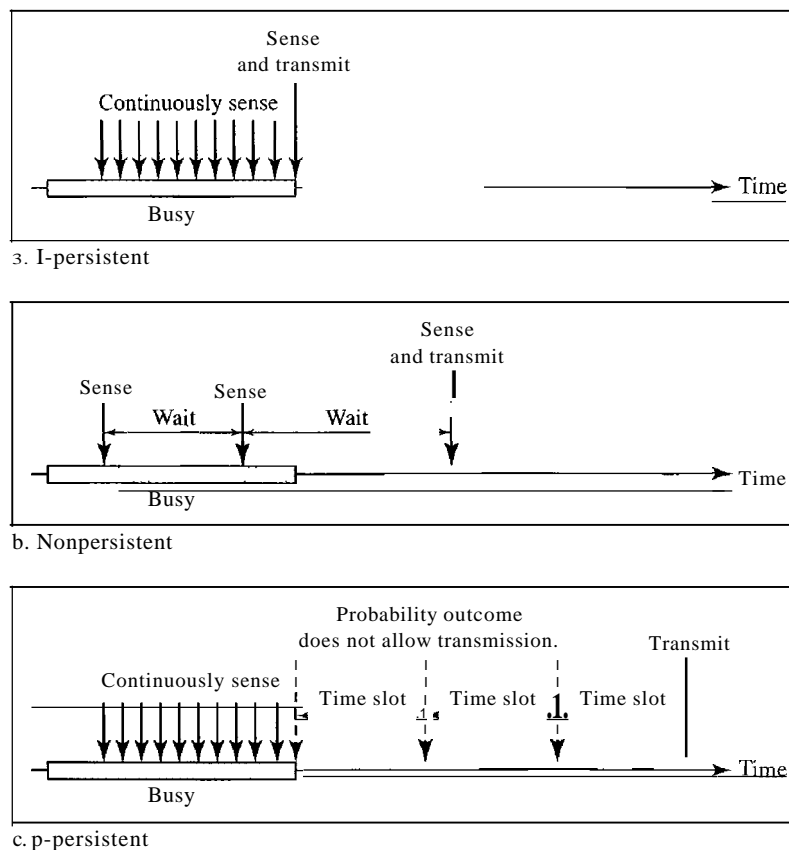 Sense
and transmit
Continuously sense
Busy
Time
3. I-persistent
Sense
and transmit
Sense
Sense
Wait
Wait
Busy
Time
b. Nonpersistent
Probability outcome
does not allow transmission.
Transmit
Continuously sense
Time slot
Time slot
.1.
Time slot
Busy
Time
c. p-persistent